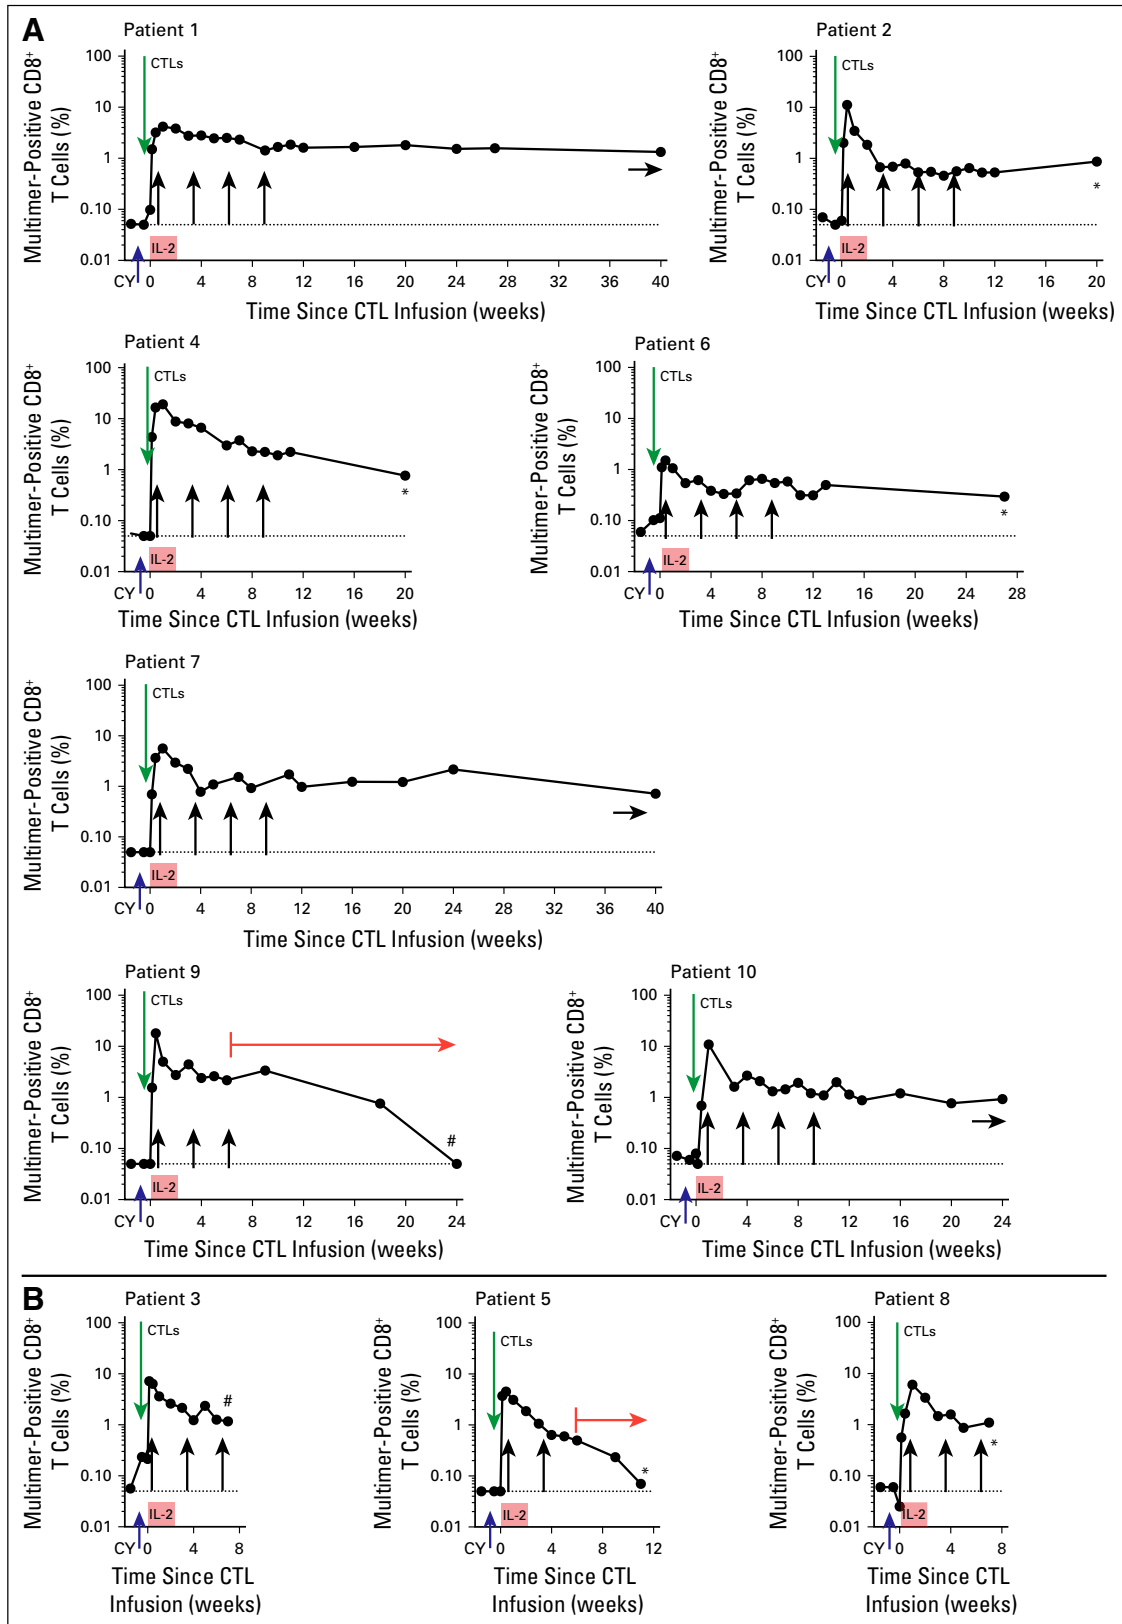 A
Patient 1
Multimer-Positive CD8+
T Cells (%)
100
10
1
0.10
0.01
CTLs
IL-2
CY
0 4 8 12 16 20 24 28 32 36 40
Time Since CTL Infusion (weeks)
Patient 2
Multimer-Positive CD8+
T Cells (%)
100
10
1
0.10
0.01
CTLs
*
IL-2
CY
0 4 8 12 16 20
Time Since CTL Infusion (weeks)
Patient 4
Multimer-Positive CD8+
T Cells (%)
100
10
1
0.10
0.01
CTLs
*
IL-2
CY
0 4 8 12 16 20
Time Since CTL Infusion (weeks)
Patient 6
Multimer-Positive CD8+
T Cells (%)
100
10
1
0.10
0.01
CTLs
*
IL-2
CY
0 4 8 12 16 20 24 28
Time Since CTL Infusion (weeks)
Patient 7
Multimer-Positive CD8+
T Cells (%)
100
10
1
0.10
0.01
CTLs
IL-2
CY
0 4 8 12 16 20 24 28 32 36 40
Time Since CTL Infusion (weeks)
Patient 9
Multimer-Positive CD8+
T Cells (%)
100
10
1
0.10
0.01
CTLs
#
IL-2
CY
0 4 8 12 16 20 24
Time Since CTL Infusion (weeks)
Patient 10
Multimer-Positive CD8+
T Cells (%)
100
10
1
0.10
0.01
CTLs
IL-2
CY
0 4 8 12 16 20 24
Time Since CTL Infusion (weeks)
B
Patient 3
Multimer-Positive CD8+
T Cells (%)
100
10
1
0.10
0.01
CTLs
#
IL-2
CY
0 4 8
Time Since CTL
Infusion (weeks)
Patient 5
Multimer-Positive CD8+
T Cells (%)
100
10
1
0.10
0.01
CTLs
*
IL-2
CY
0 4 8 12
Time Since CTL
Infusion (weeks)
Patient 8
Multimer-Positive CD8+
T Cells (%)
100
10
1
0.10
0.01
CTLs
*
IL-2
CY
0 4 8
Time Since CTL
Infusion (weeks)